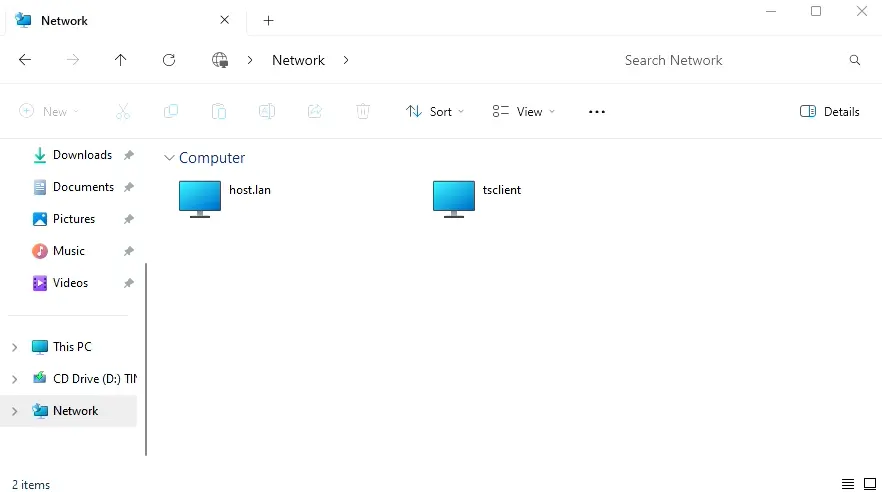 Network
Network
Search Network
New
Sort
View
Details
Downloads
Documents
Pictures
Music
Videos
This PC
CD Drive (D:) TIN
Network
Computer
host.lan
tsclient
2 items